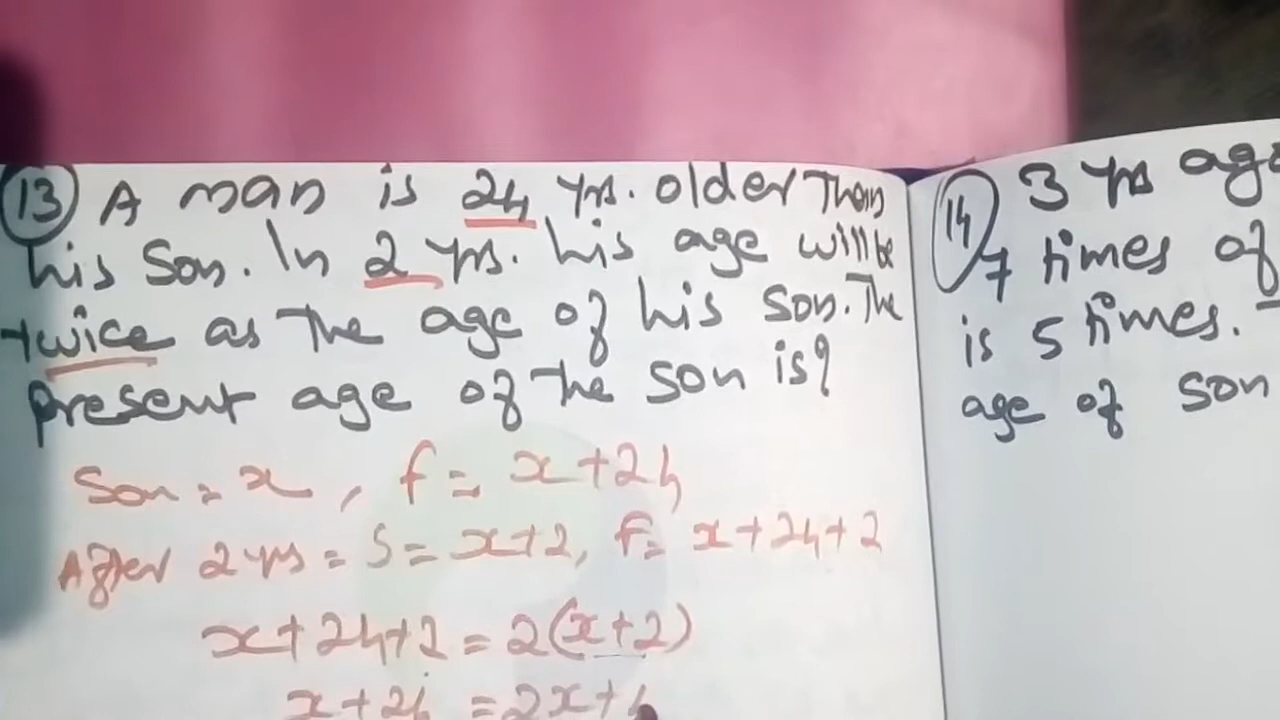 13 A man is 24 yrs. older Than
his Son. In 2 yrs. his age will be
twice as The age of his son. The
present age of the son is?
Son = x, f = x+24
After 2 yrs = S = x+2, f = x+24+2
x+24+2 = 2(x+2)
= 2x+4
14 3 yrs ago
7 times of
is 5 times.
age of son